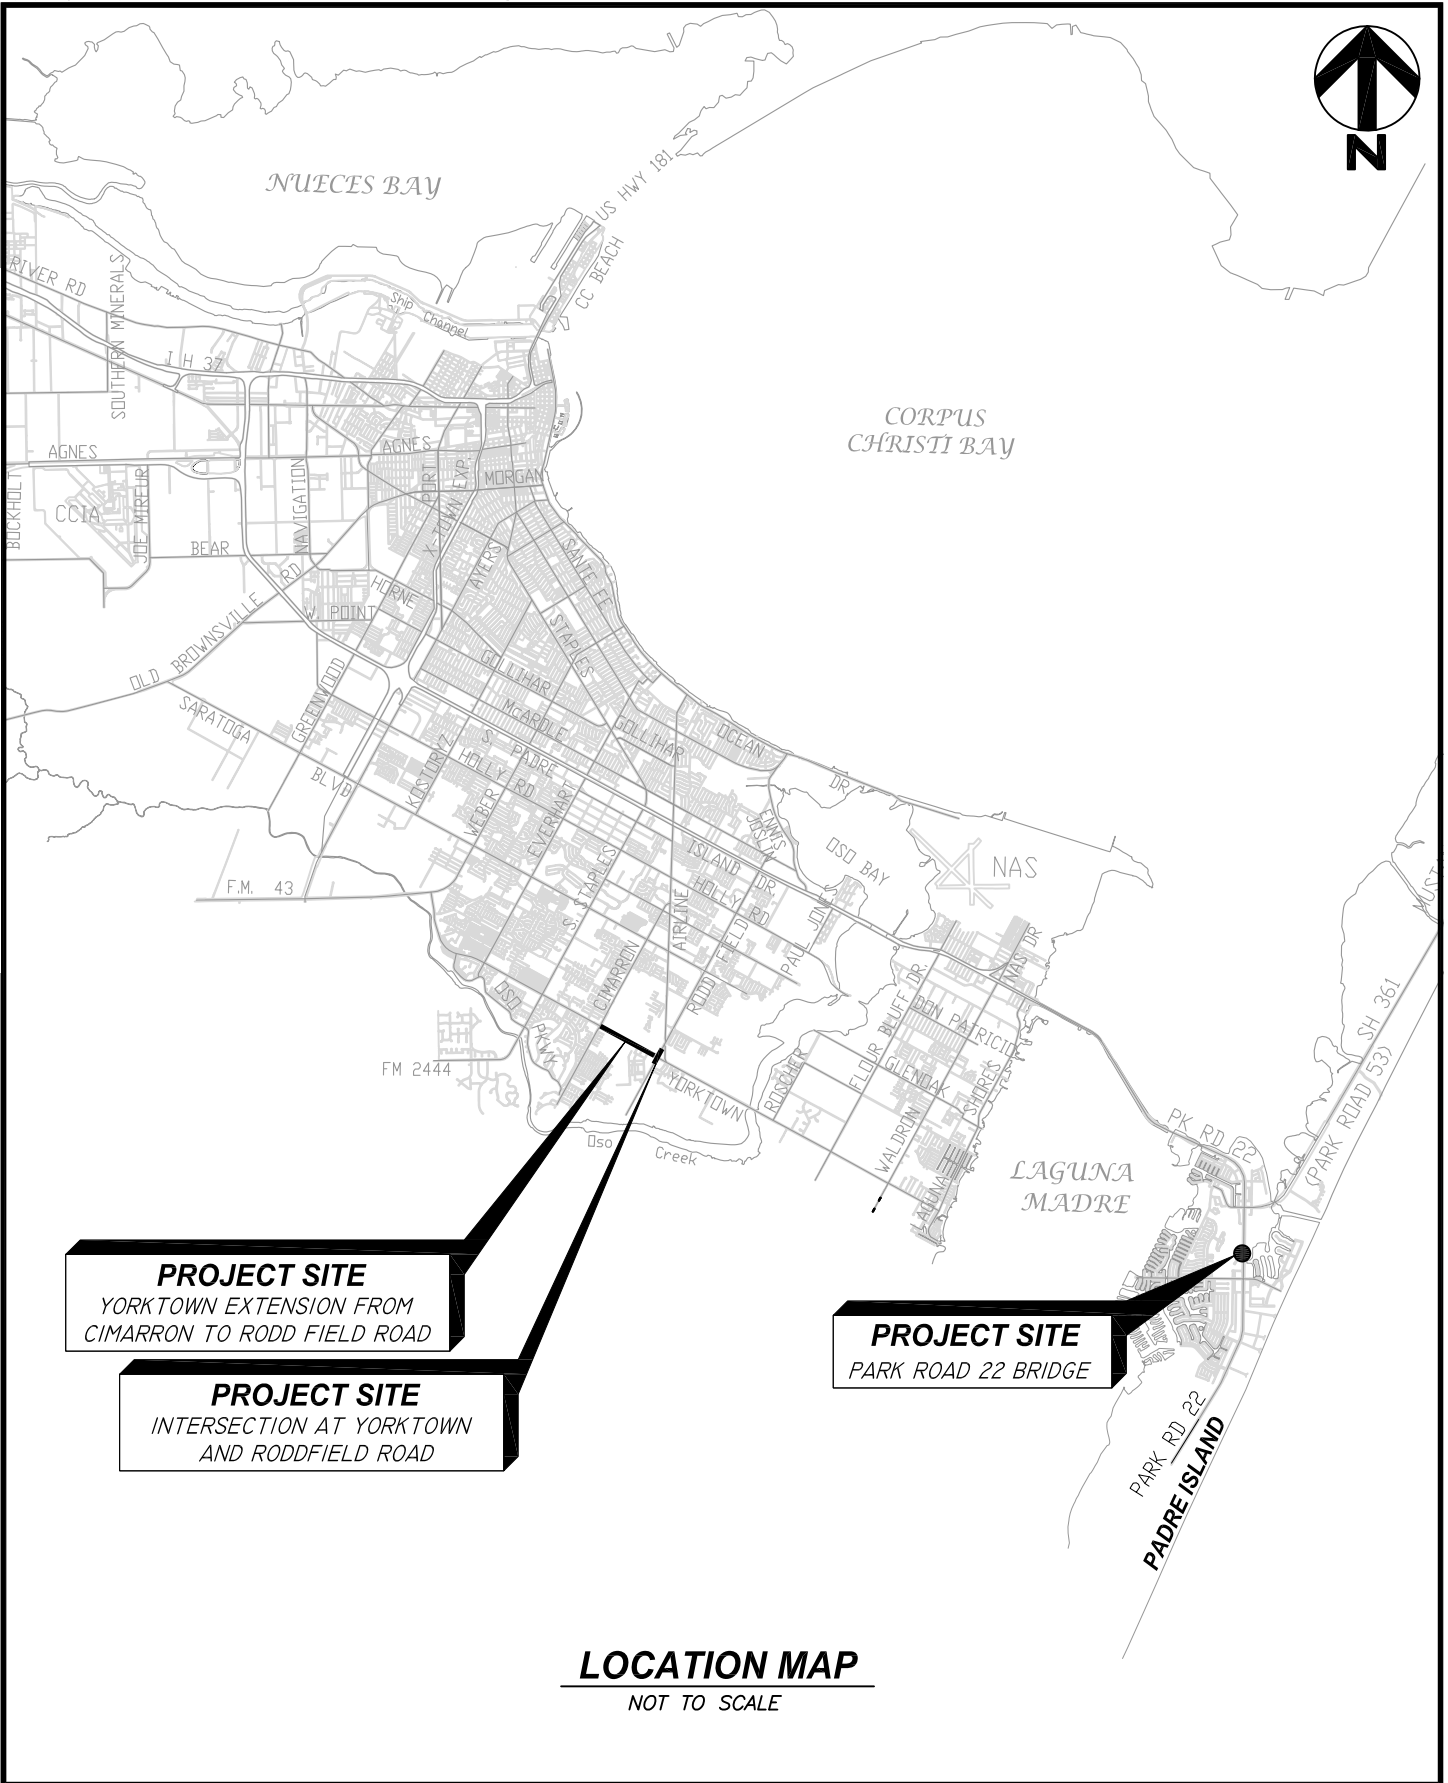 N
NUECES BAY
US HWY 181
CC BEACH
RIVER RD
SOUTHERN MINERALS
Ship
Channel
I H 37
CORPUS
CHRISTI BAY
AGNES
AGNES
PORT
X-TOWN EXP.
MORGAN
BOCKHOLT
CCIA
JOE MIREUR
NAVIGATION
BEAR
AYERS
SANTE FE
OLD BROWNSVILLE RD
HORNE
W. POINT
STAPLES
GREENWOOD
GOLLIHAR
SARATOGA
BLVD
McARDLE
GOLLIHAR
OCEAN
DR
KOSTORYZ
S PADRE
ISLAND DR
HOLLY RD
WEBER
EVERHART
ENNIS
JOSLIN
OSO BAY
NAS
F.M. 43
S. STAPLES
HOLLY RD
AIRLINE
PAUL JONES
CIMARRON
RODD FIELD
NAS DR
MUST
OSO
PKWY
FLOUR BLUFF DR.
DON PATRICIO
SH 361
PARK ROAD 53)
FM 2444
YORKTOWN
ROSCHER
GLENOAK
WALDRON
LAGUNA SHORES
PK RD 22
Oso
Creek
LAGUNA
MADRE
PROJECT SITE
YORKTOWN EXTENSION FROM
CIMARRON TO RODD FIELD ROAD
PROJECT SITE
INTERSECTION AT YORKTOWN
AND RODDFIELD ROAD
PROJECT SITE
PARK ROAD 22 BRIDGE
PARK RD 22
PADRE ISLAND
LOCATION MAP
NOT TO SCALE